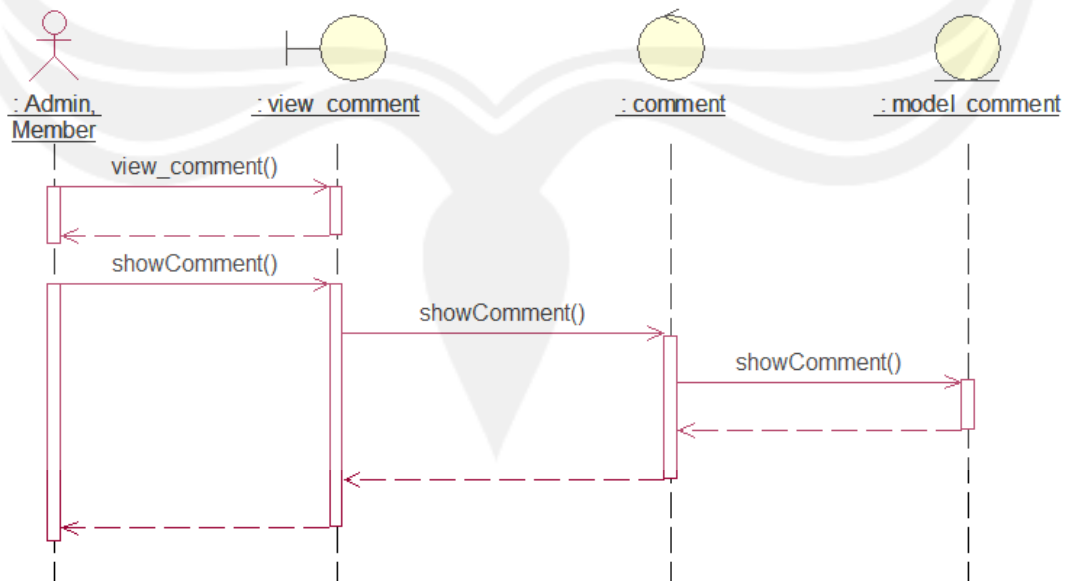 : Admin,
Member
: view_comment
: comment
: model_comment
view_comment()
showComment()
showComment()
showComment()